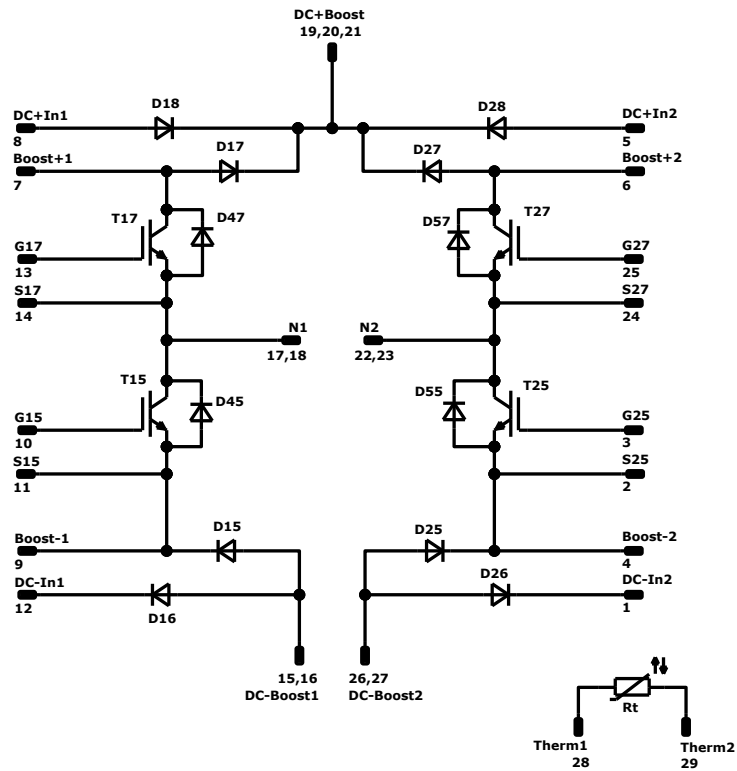 DC+Boost
19,20,21
D18
D28
DC+In1
DC+In2
8
5
D17
D27
Boost+1
Boost+2
7
6
T17
D47
D57
T27
G17
G27
13
25
S17
S27
14
24
N1
N2
17,18
22,23
T15
D45
D55
T25
G15
G25
10
3
S15
S25
11
2
D15
D25
Boost-1
Boost-2
9
4
DC-In1
D26
DC-In2
12
D16
1
15,16
26,27
DC-Boost1
DC-Boost2
Rt
Therm1
Therm2
28
29